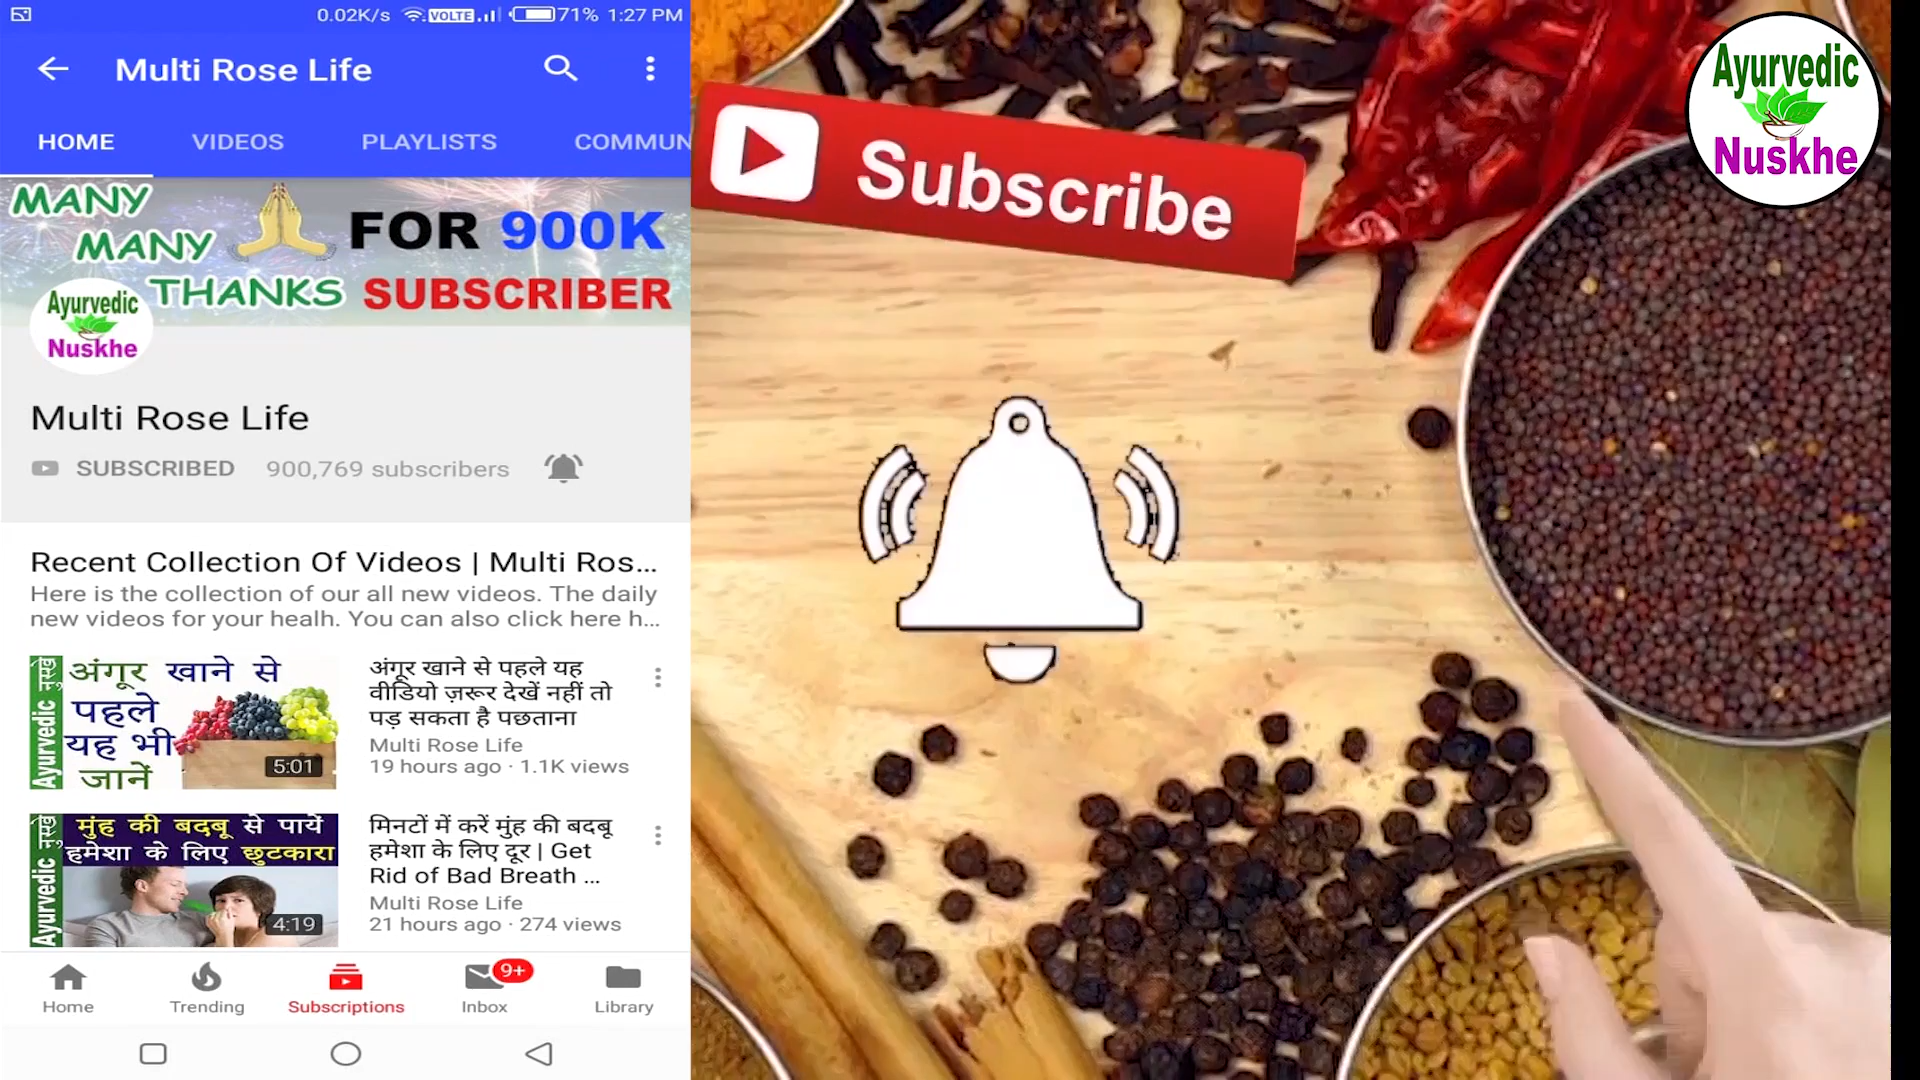 0.02K/s VOLTE 71% 1:27 PM
Multi Rose Life
HOME VIDEOS PLAYLISTS COMMUN
MANY
MANY
THANKS
FOR 900K
SUBSCRIBER
Ayurvedic
Nuskhe
Multi Rose Life
SUBSCRIBED 900,769 subscribers
Recent Collection Of Videos | Multi Ros...
Here is the collection of our all new videos. The daily
new videos for your healh. You can also click here h...
Ayurvedic नुस्खे
अंगूर खाने से
पहले
यह भी
जानें
5:01
अंगूर खाने से पहले यह
वीडियो ज़रूर देखें नहीं तो
पड़ सकता है पछताना
Multi Rose Life
19 hours ago · 1.1K views
Ayurvedic नुस्खे
मुंह की बदबू से पायें
हमेशा के लिए छुटकारा
4:19
मिनटों में करें मुंह की बदबू
हमेशा के लिए दूर | Get
Rid of Bad Breath ...
Multi Rose Life
21 hours ago · 274 views
Home
Trending
Subscriptions
9+
Inbox
Library
Subscribe
Ayurvedic
Nuskhe